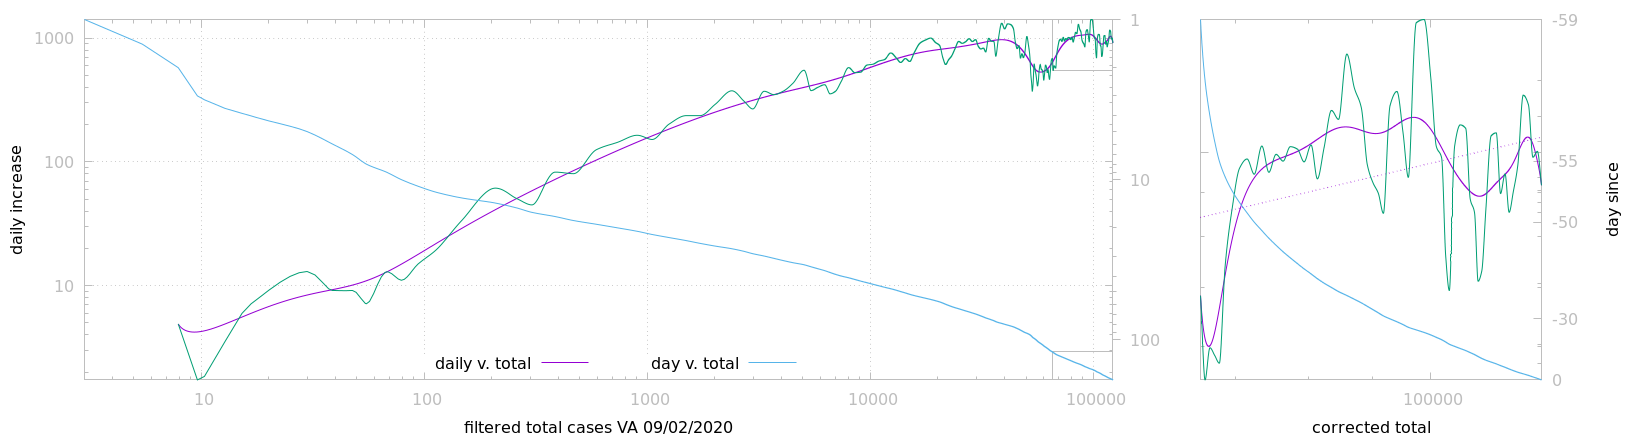 1000
100
10
daily increase
1
10
100
daily v. total
day v. total
10
100
1000
10000
100000
filtered total cases VA 09/02/2020
-59
-55
-50
-30
0
day since
100000
corrected total